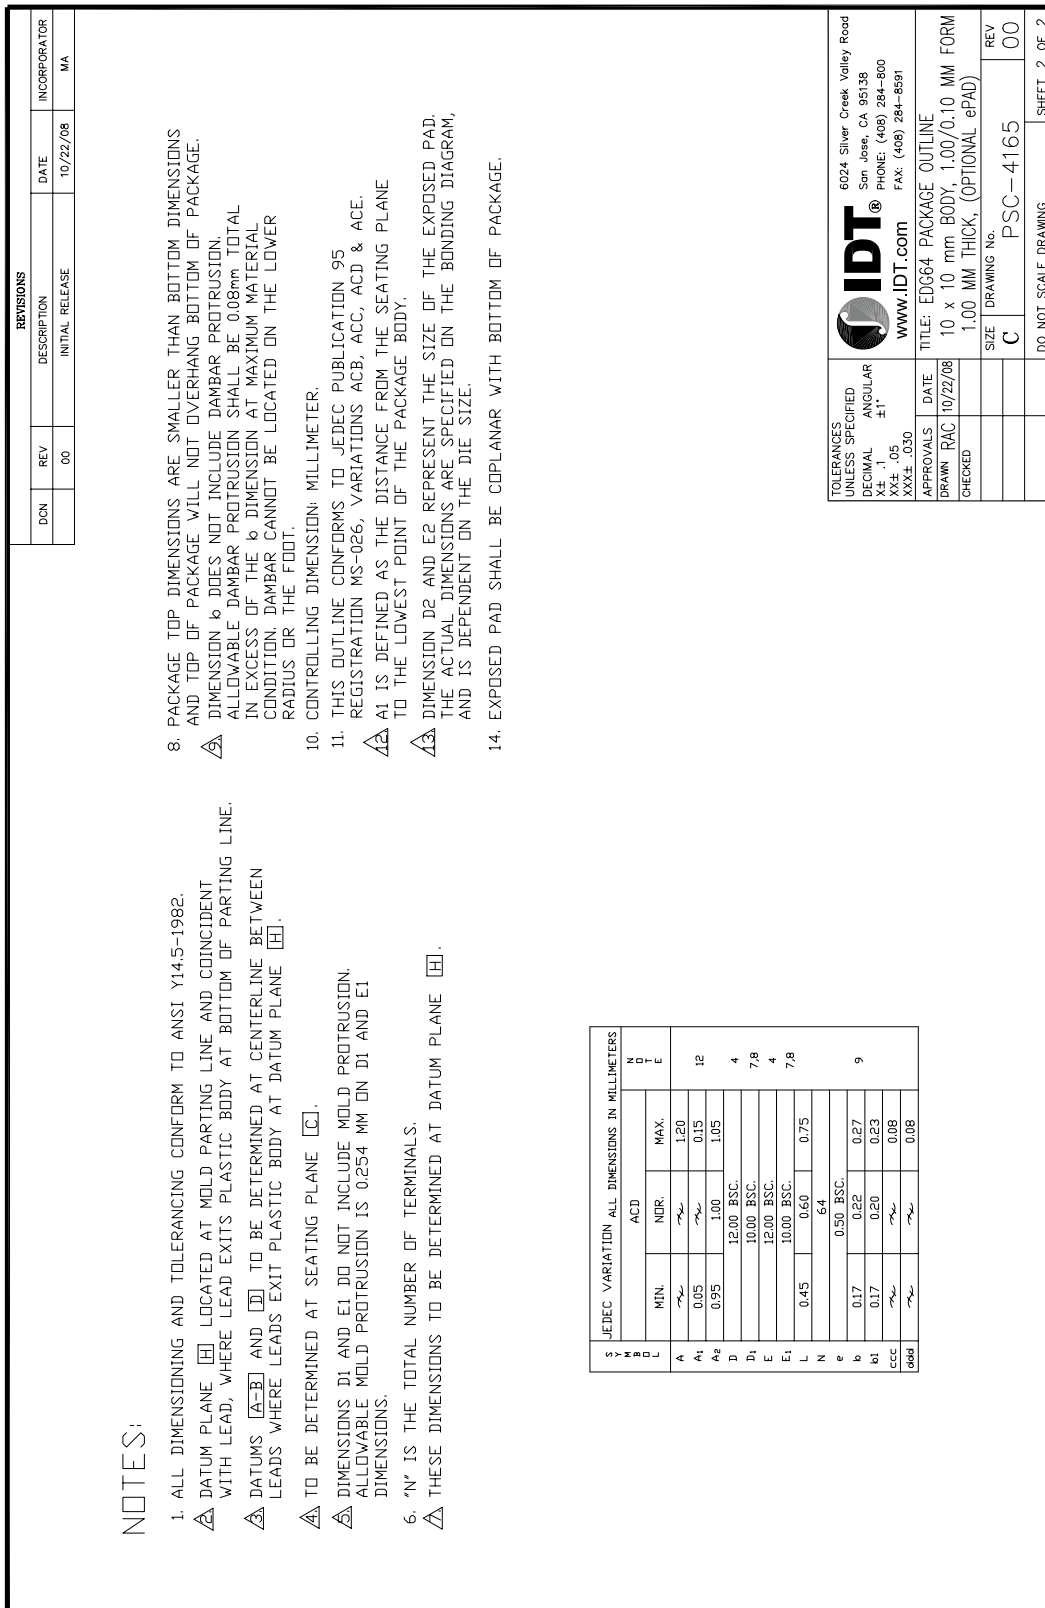 REVISIONS
DCN REV DESCRIPTION DATE INCORPORATOR
00 INITIAL RELEASE 10/22/08 MA
NOTES:
1. ALL DIMENSIONING AND TOLERANCING CONFORM TO ANSI Y14.5-1982.
2. DATUM PLANE H LOCATED AT MOLD PARTING LINE AND COINCIDENT
WITH LEAD, WHERE LEAD EXITS PLASTIC BODY AT BOTTOM OF PARTING LINE.
3. DATUMS A-B AND D TO BE DETERMINED AT CENTERLINE BETWEEN
LEADS WHERE LEADS EXIT PLASTIC BODY AT DATUM PLANE H.
4. TO BE DETERMINED AT SEATING PLANE C.
5. DIMENSIONS D1 AND E1 DO NOT INCLUDE MOLD PROTRUSION.
ALLOWABLE MOLD PROTRUSION IS 0.254 MM ON D1 AND E1
DIMENSIONS.
6. "N" IS THE TOTAL NUMBER OF TERMINALS.
7. THESE DIMENSIONS TO BE DETERMINED AT DATUM PLANE H.
8. PACKAGE TOP DIMENSIONS ARE SMALLER THAN BOTTOM DIMENSIONS
AND TOP OF PACKAGE WILL NOT OVERHANG BOTTOM OF PACKAGE.
9. DIMENSION b DOES NOT INCLUDE DAMBAR PROTRUSION.
ALLOWABLE DAMBAR PROTRUSION SHALL BE 0.08mm TOTAL
IN EXCESS OF THE b DIMENSION AT MAXIMUM MATERIAL
CONDITION. DAMBAR CANNOT BE LOCATED ON THE LOWER
RADIUS OR THE FOOT.
10. CONTROLLING DIMENSION: MILLIMETER.
11. THIS OUTLINE CONFORMS TO JEDEC PUBLICATION 95
REGISTRATION MS-026, VARIATIONS ACB, ACC, ACD & ACE.
12. A1 IS DEFINED AS THE DISTANCE FROM THE SEATING PLANE
TO THE LOWEST POINT OF THE PACKAGE BODY.
13. DIMENSION D2 AND E2 REPRESENT THE SIZE OF THE EXPOSED PAD.
THE ACTUAL DIMENSIONS ARE SPECIFIED ON THE BONDING DIAGRAM,
AND IS DEPENDENT ON THE DIE SIZE.
14. EXPOSED PAD SHALL BE COPLANAR WITH BOTTOM OF PACKAGE.
SYMBOL JEDEC VARIATION ALL DIMENSIONS IN MILLIMETERS
ACD NOTE
MIN. NOR. MAX.
A 1.20
A1 0.05 0.15 12
A2 0.95 1.00 1.05
D 12.00 BSC. 4
D1 10.00 BSC. 7,8
E 12.00 BSC. 4
E1 10.00 BSC. 7,8
L 0.45 0.60 0.75
N 64
e 0.50 BSC.
b 0.17 0.22 0.27 9
b1 0.17 0.20 0.23
ccc 0.08
ddd 0.08
TOLERANCES
UNLESS SPECIFIED
DECIMAL ANGULAR
X± .1 ±1°
XX± .05
XXX± .030
APPROVALS DATE
DRAWN RAC 10/22/08
CHECKED
IDT®
www.IDT.com
6024 Silver Creek Valley Road
San Jose, CA 95138
PHONE: (408) 284-800
FAX: (408) 284-8591
TITLE: EDG64 PACKAGE OUTLINE
10 x 10 mm BODY, 1.00/0.10 MM FORM
1.00 MM THICK, (OPTIONAL ePAD)
SIZE DRAWING No. REV
C PSC-4165 00
DO NOT SCALE DRAWING SHEET 2 OF 2